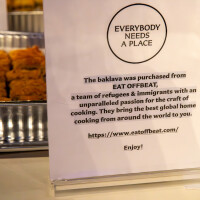 EVERYBODY
NEEDS
A PLACE
The baklava was purchased from
EAT OFFBEAT,
a team of refugees & immigrants with an
unparalleled passion for the craft of
cooking. They bring the best global home
cooking from around the world to you.
https://www.eatoffbeat.com/
Enjoy!